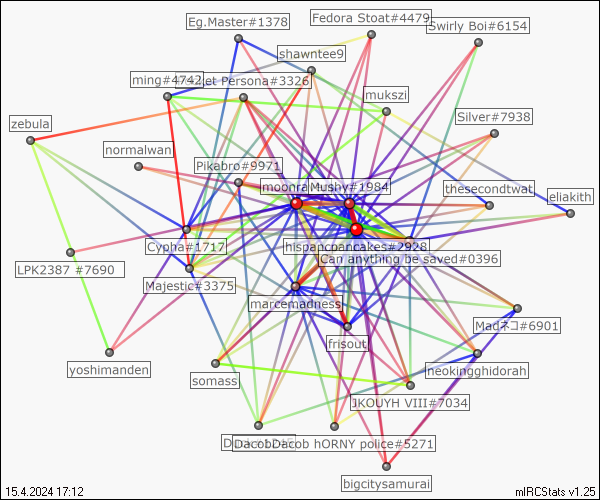 Eg.Master#1378
Fedora Stoat#4479
Swirly Boi#6154
shawntee9
ming#4742
Persona#3326
mukszi
zebula
Silver#7938
normalwan
Pikabro#9971
moonra
Mushy#1984
thesecondtwat
eliakith
Cypha#1717
hispancpancakes#2928
Can anything be saved#0396
LPK2387 #7690
Majestic#3375
marcemadness
Madネコ#6901
frisout
yoshimanden
neokingghidorah
somass
JKOUYH VIII#7034
Dacob hORNY police#5271
bigcitysamurai
15.4.2024 17:12
mIRCStats v1.25